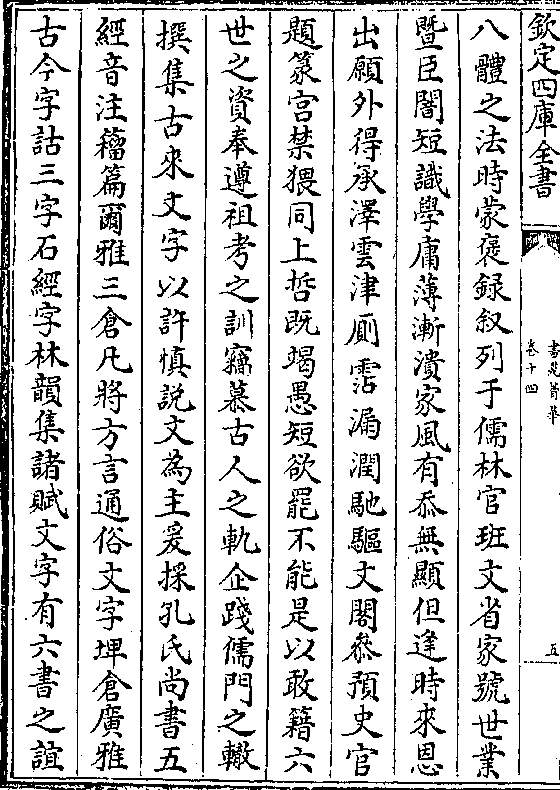 欽定四庫全書
書苑菁華
卷十四
五
八體之法時蒙褒錄叙列于儒林官班文省家號世業
暨臣闇短識學庸薄漸漬家風有忝無顯但逢時來恩
出願外得承澤雲津厠霑漏潤馳驅文閣叅預史官
題篆宫禁猥同上哲既竭愚短欲罷不能是以敢籍六
世之資奉遵祖考之訓竊慕古人之軌企踐儒門之轍
撰集古來文字以許慎説文為主爰採孔氏尚書五
經音注籀篇爾雅三倉凡將方言通俗文字埤倉廣雅
古今字詁三字石經字林韻集諸賦文字有六書之誼